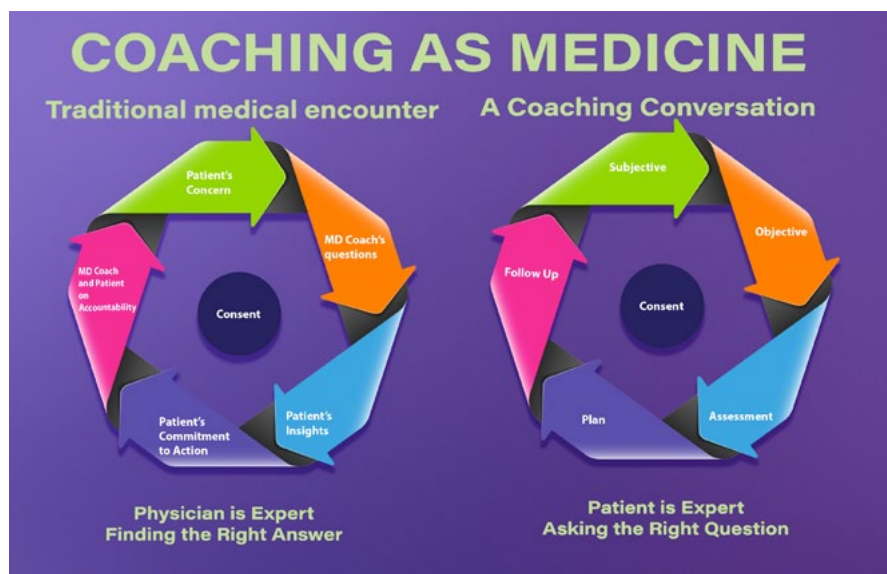 COACHING AS MEDICINE
Traditional medical encounter
Patient's
Concern
MD Coach's
questions
Patient's
Insights
Patient's
Commitment
to Action
MD Coach
and Patient
on
Accountability
Consent
Physician is Expert
Finding the Right Answer
A Coaching Conversation
Subjective
Objective
Assessment
Plan
Follow Up
Consent
Patient is Expert
Asking the Right Question